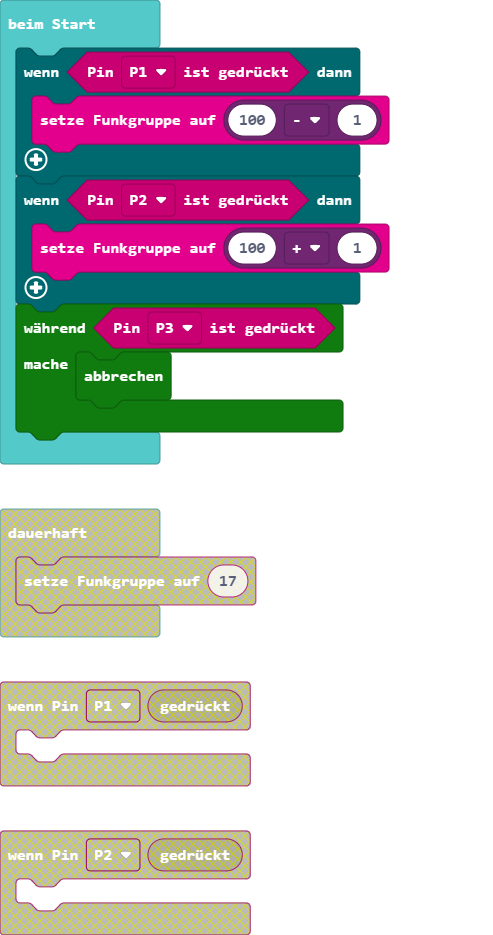 beim Start
wenn Pin P1 ist gedrückt dann
setze Funkgruppe auf 100 - 1
wenn Pin P2 ist gedrückt dann
setze Funkgruppe auf 100 + 1
während Pin P3 ist gedrückt
mache abbrechen
dauerhaft
setze Funkgruppe auf 17
wenn Pin P1 gedrückt
wenn Pin P2 gedrückt